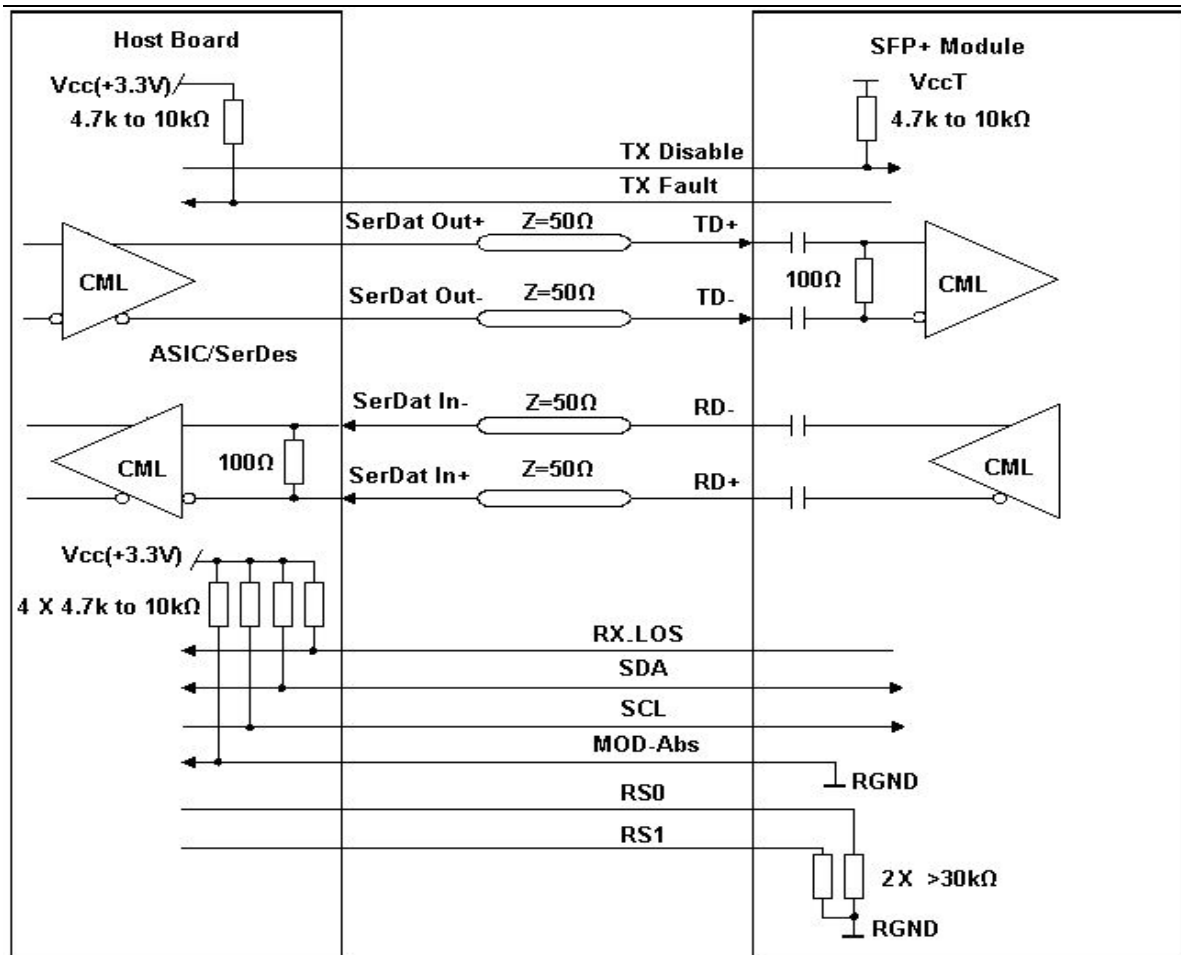 Host Board
SFP+ Module
Vcc(+3.3V)
4.7k to 10kΩ
VccT
4.7k to 10kΩ
TX Disable
TX Fault
SerDat Out+
Z=50Ω
TD+
CML
100Ω
CML
SerDat Out-
Z=50Ω
TD-
ASIC/SerDes
SerDat In-
Z=50Ω
RD-
CML
100Ω
CML
SerDat In+
Z=50Ω
RD+
Vcc(+3.3V)
4 X 4.7k to 10kΩ
RX_LOS
SDA
SCL
MOD-Abs
RGND
RS0
RS1
2X >30kΩ
RGND